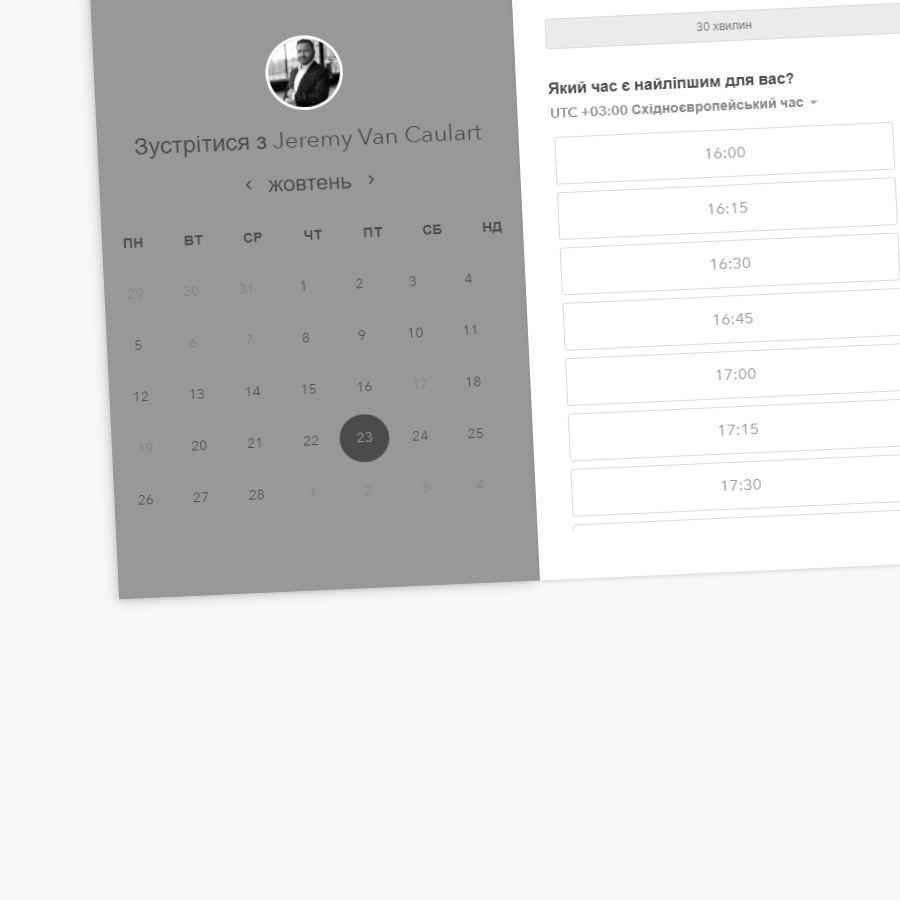 Зустрітися з Jeremy Van Caulart
‹ жовтень ›
ПН ВТ СР ЧТ ПТ СБ НД
29 30 31 1 2 3 4
5 6 7 8 9 10 11
12 13 14 15 16 17 18
19 20 21 22 23 24 25
26 27 28 1 2 3 4
30 хвилин
Який час є найліпшим для вас?
UTC +03:00 Східноєвропейський час
16:00
16:15
16:30
16:45
17:00
17:15
17:30